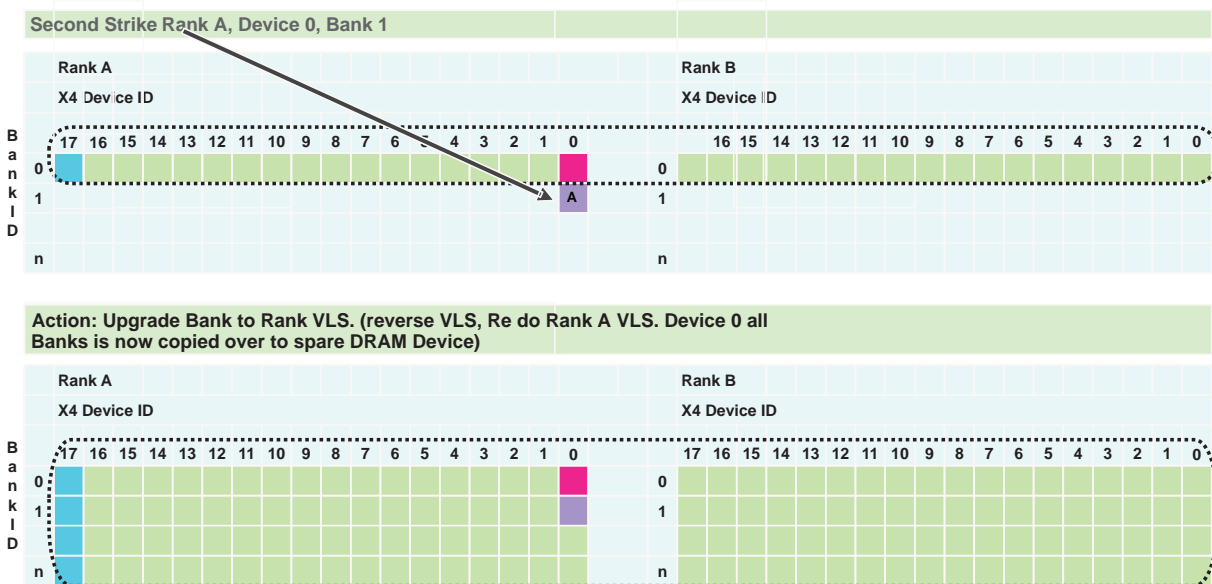 Second Strike Rank A, Device 0, Bank 1
Rank A Rank B
X4 Device ID X4 Device ID
Bank ID
17 16 15 14 13 12 11 10 9 8 7 6 5 4 3 2 1 0 16 15 14 13 12 11 10 9 8 7 6 5 4 3 2 1 0
0 0
1 A 1
n n
Action: Upgrade Bank to Rank VLS. (reverse VLS, Re do Rank A VLS. Device 0 all
Banks is now copied over to spare DRAM Device)
Rank A Rank B
X4 Device ID X4 Device ID
Bank ID
17 16 15 14 13 12 11 10 9 8 7 6 5 4 3 2 1 0 17 16 15 14 13 12 11 10 9 8 7 6 5 4 3 2 1 0
0 0
1 1
n n